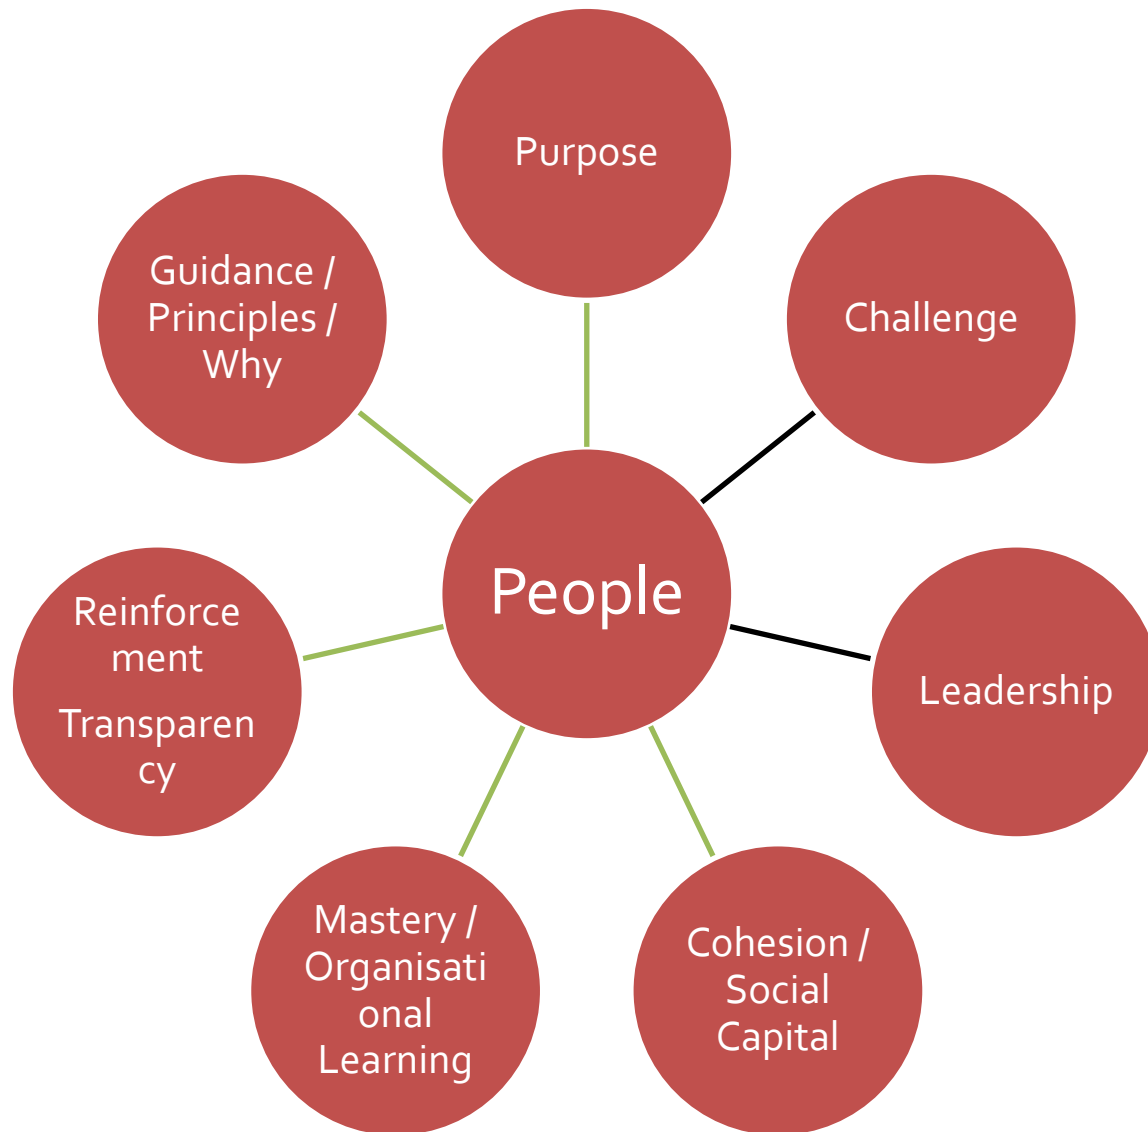 Purpose
Challenge
Leadership
Cohesion /
Social
Capital
Mastery /
Organisati
onal
Learning
Reinforce
ment
Transparen
cy
Guidance /
Principles /
Why
People